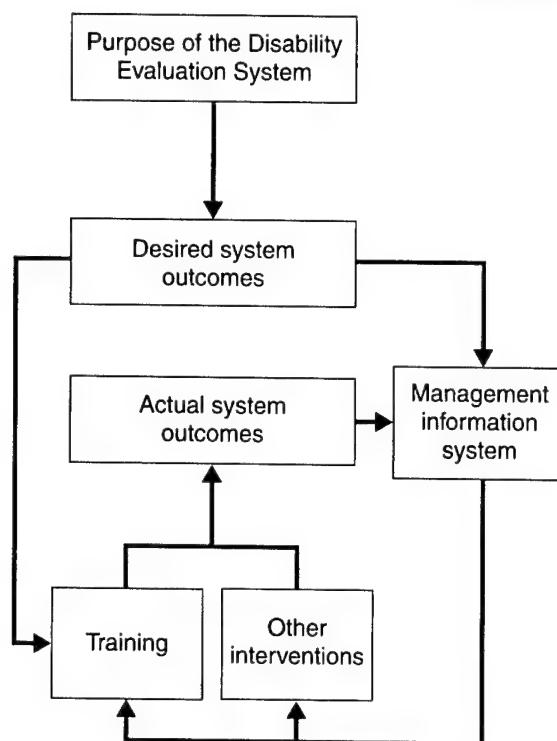 Purpose of the Disability
Evaluation System
Desired system
outcomes
Actual system
outcomes
Management
information
system
Training
Other
interventions